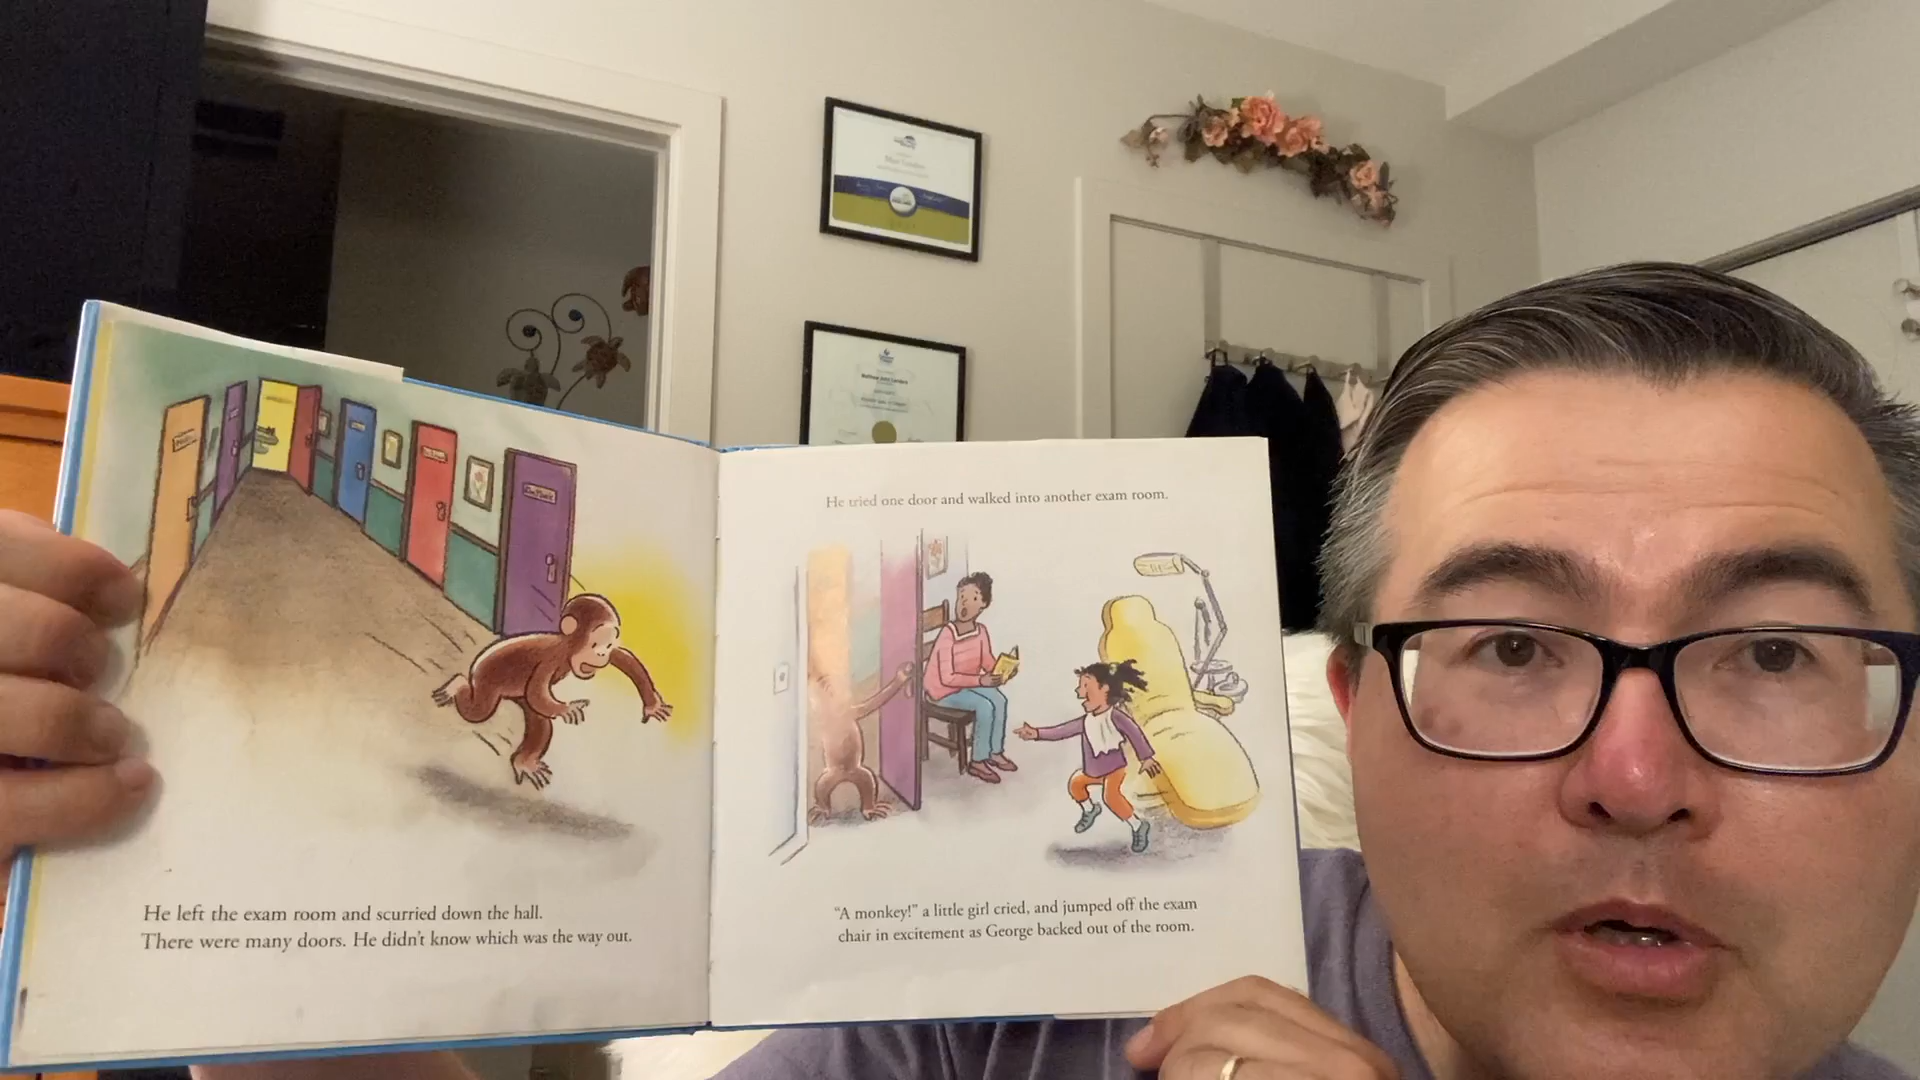 He left the exam room and scurried down the hall.
There were many doors. He didn't know which was the way out.
He tried one door and walked into another exam room.
"A monkey!" a little girl cried, and jumped off the exam
chair in excitement as George backed out of the room.